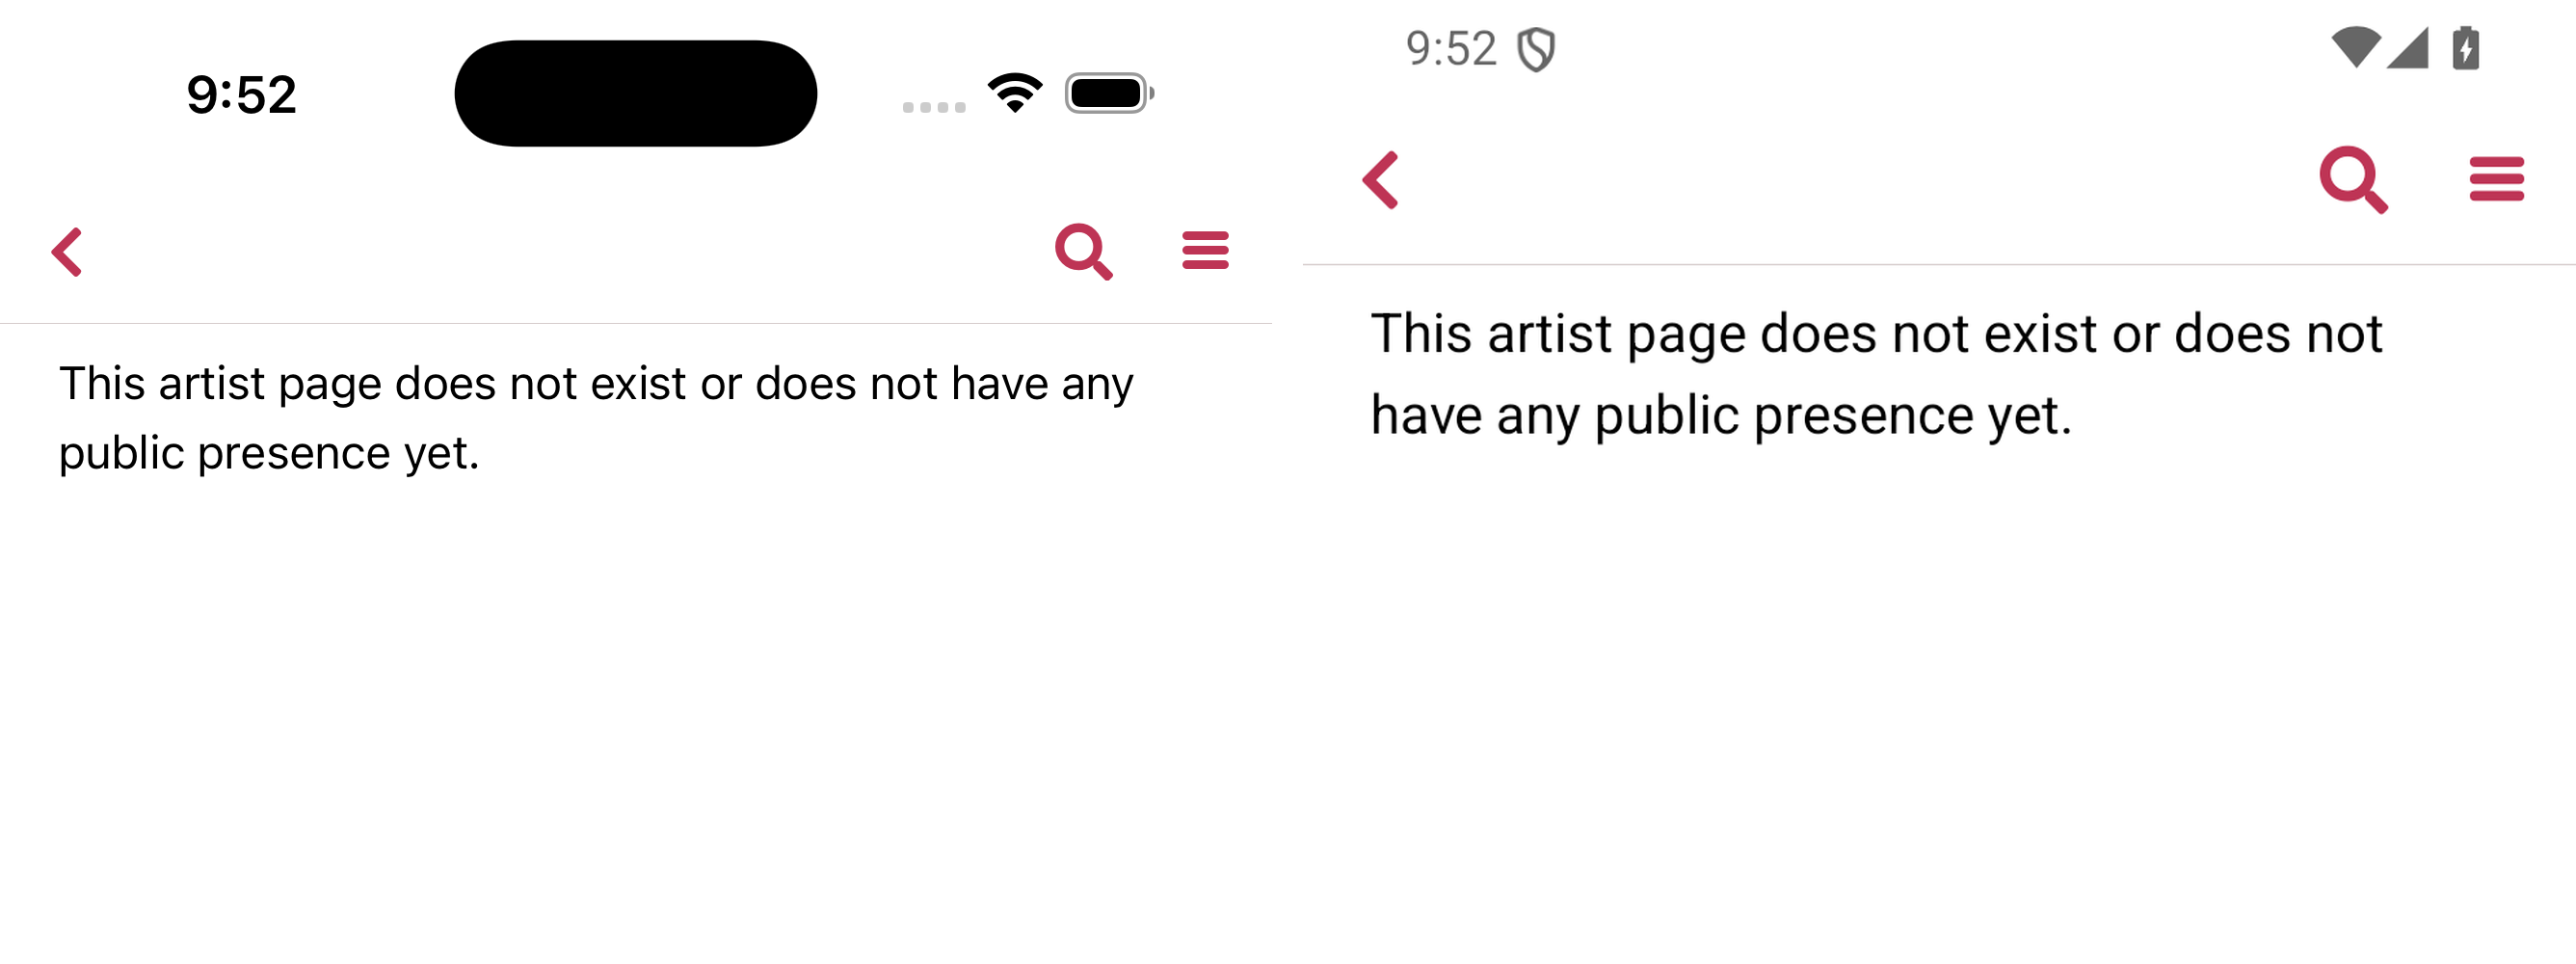 9:52
This artist page does not exist or does not have any
public presence yet.
9:52
This artist page does not exist or does not
have any public presence yet.